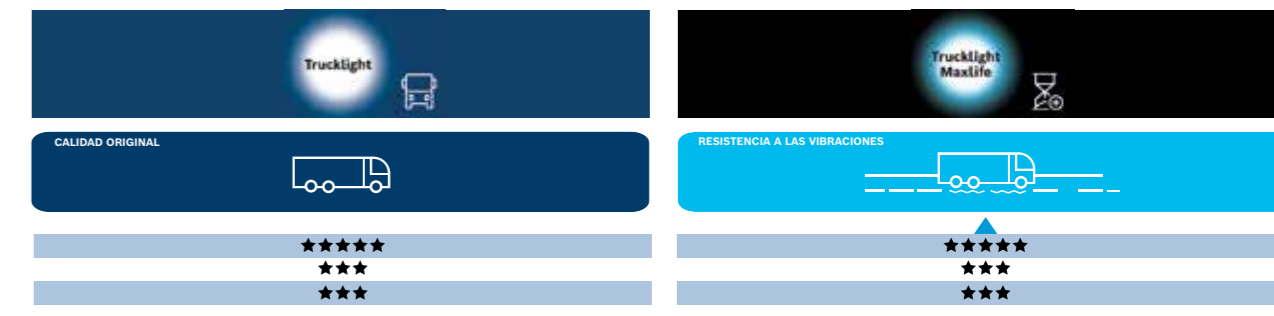 Trucklight
Trucklight
Maxlife
CALIDAD ORIGINAL
RESISTENCIA A LAS VIBRACIONES